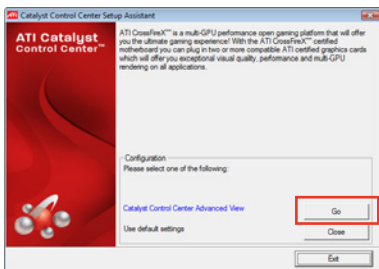 Catalyst Control Center Setup Assistant
ATI Catalyst
Control Center™
ATI CrossFireX™ is a multi-GPU performance open gaming platform that will offer
you the ultimate gaming experience! With the ATI CrossFireX™ certified
motherboard you can plug in two or more compatible ATI certified graphics cards
which will offer you exceptional visual quality, performance and multi-GPU
rendering on all applications.
Configuration
Please select one of the following:
Catalyst Control Center Advanced View
Go
Use default settings
Close
Exit